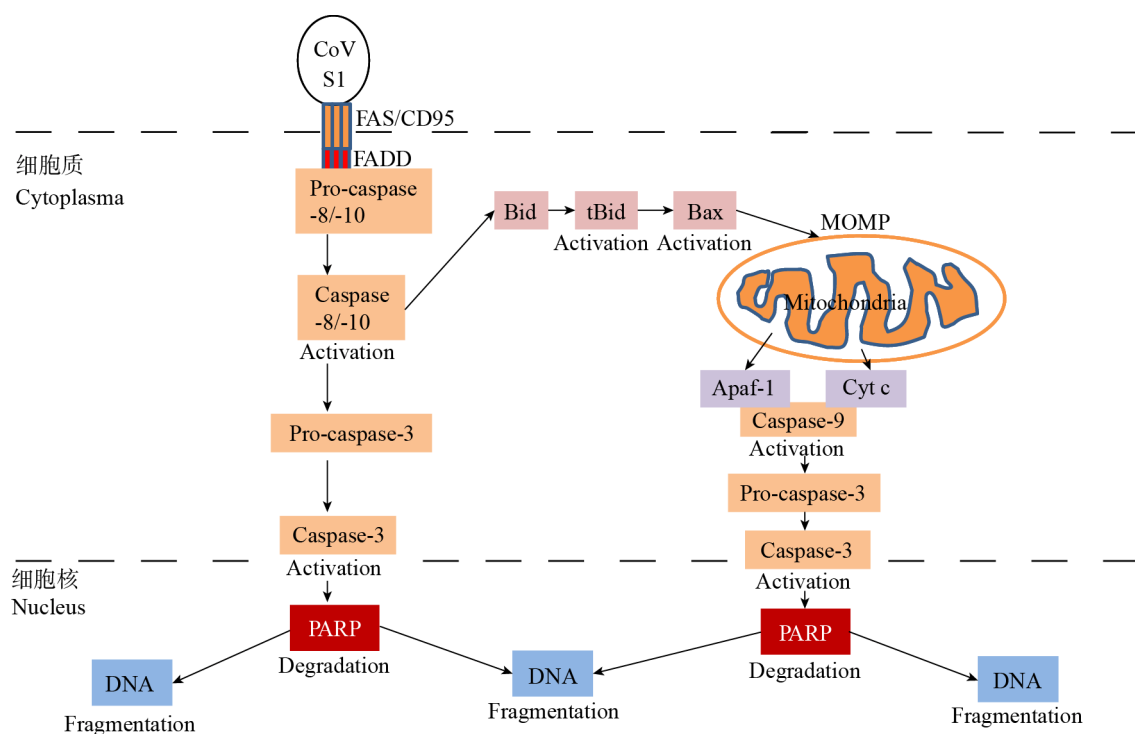 CoV
S1
FAS/CD95
细胞质
Cytoplasma
FADD
Pro-caspase
-8/-10
Bid
tBid
Bax
Activation
Activation
MOMP
Caspase
-8/-10
Activation
Mitochondria
Apaf-1
Cyt c
Caspase-9
Activation
Pro-caspase-3
Pro-caspase-3
Caspase-3
Activation
Caspase-3
Activation
细胞核
Nucleus
PARP
Degradation
PARP
Degradation
DNA
Fragmentation
DNA
Fragmentation
DNA
Fragmentation